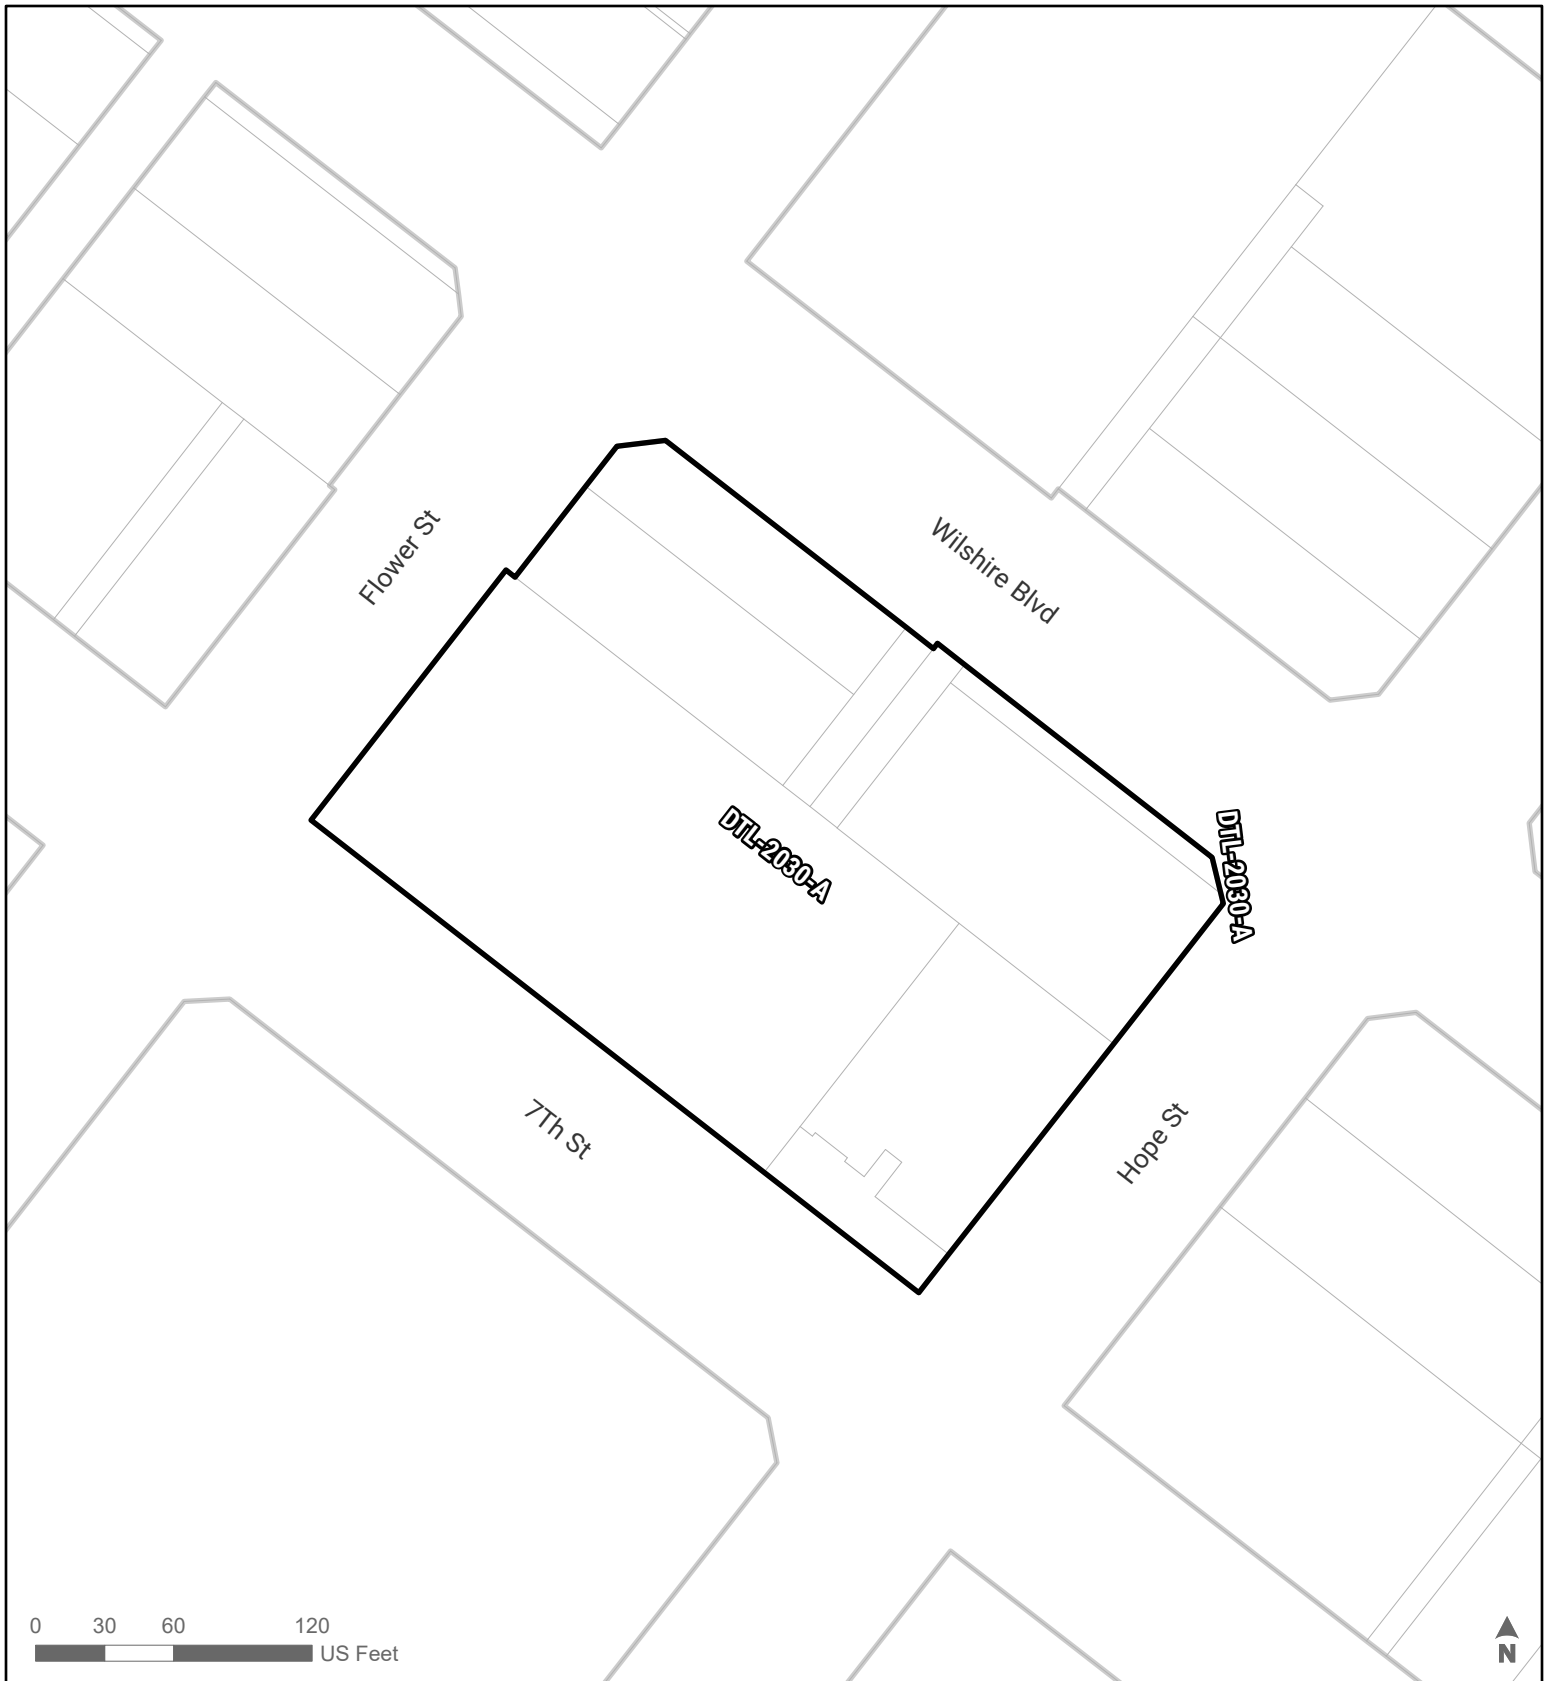 Flower St
Wilshire Blvd
DTL-2030-A
DTL-2030-A
7Th St
Hope St
0 30 60 120
US Feet
N